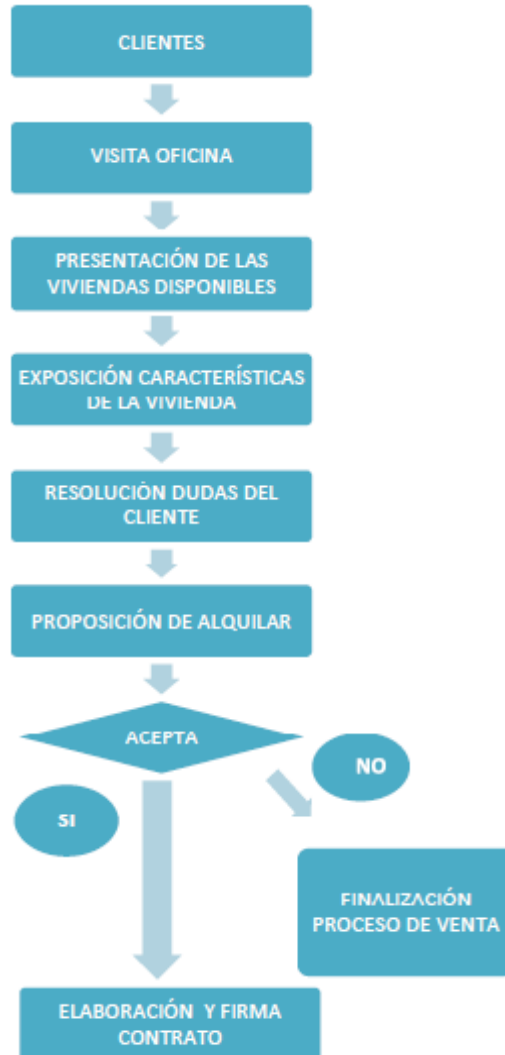 CLIENTES
VISITA OFICINA
PRESENTACIÓN DE LAS
VIVIENDAS DISPONIBLES
EXPOSICIÓN CARACTERÍSTICAS
DE LA VIVIENDA
RESOLUCIÓN DUDAS DEL
CLIENTE
PROPOSICIÓN DE ALQUILAR
ACEPTA
NO
SI
FINALIZACIÓN
PROCESO DE VENTA
ELABORACIÓN Y FIRMA
CONTRATO